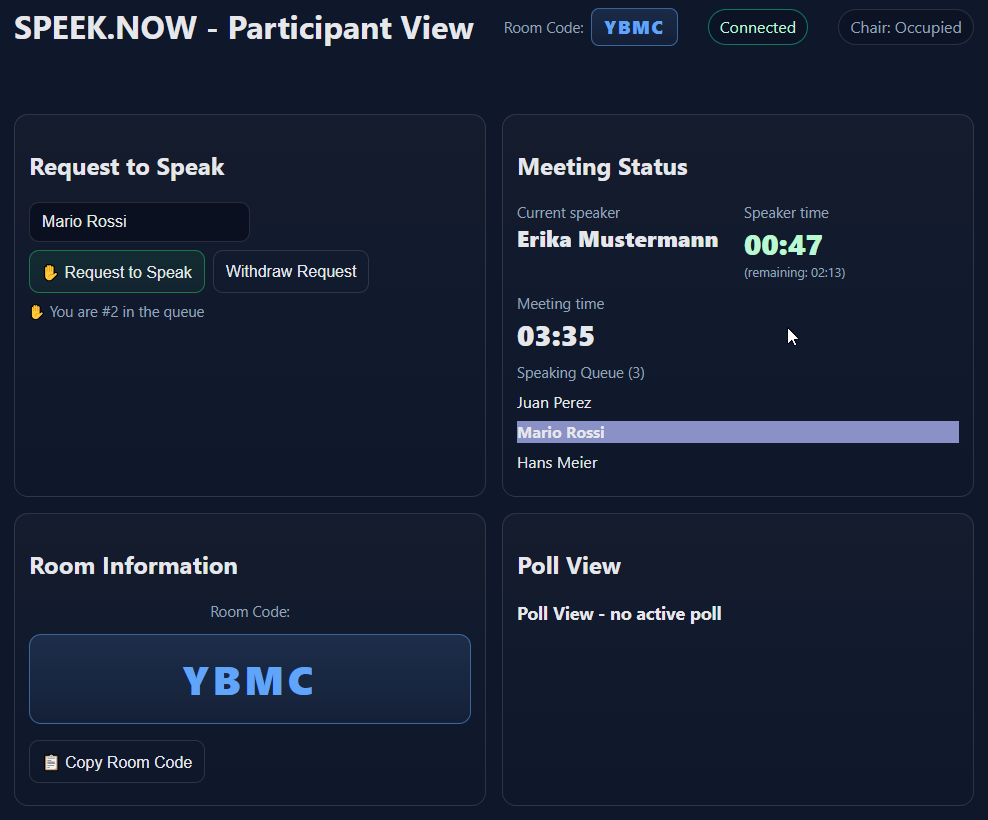 SPEEK.NOW - Participant View
Room Code: YBMC
Connected
Chair: Occupied
Request to Speak
Mario Rossi
✋ Request to Speak
Withdraw Request
✋ You are #2 in the queue
Meeting Status
Current speaker
Erika Mustermann
Speaker time
00:47
(remaining: 02:13)
Meeting time
03:35
Speaking Queue (3)
Juan Perez
Mario Rossi
Hans Meier
Room Information
Room Code:
YBMC
📋 Copy Room Code
Poll View
Poll View - no active poll